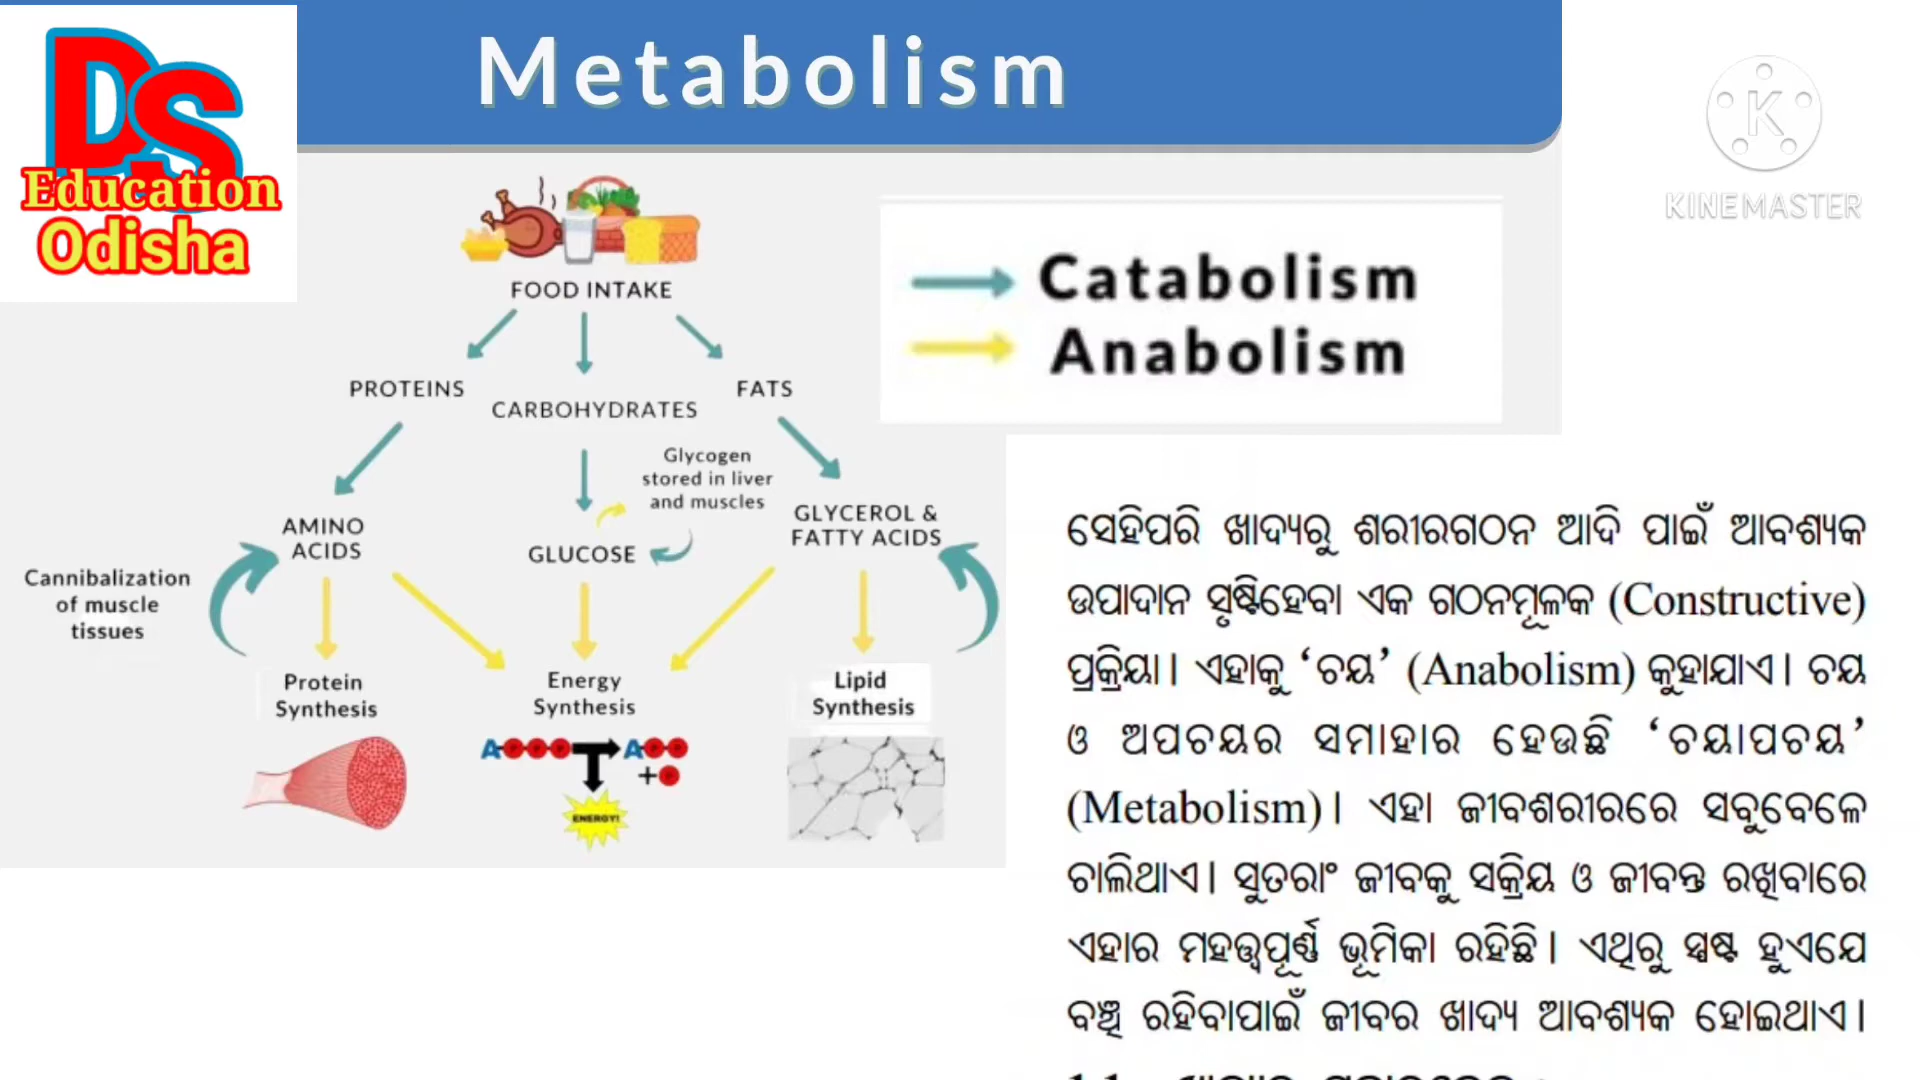 Metabolism
DS
Education
Odisha
K
KINEMASTER
FOOD INTAKE
Catabolism
Anabolism
PROTEINS
CARBOHYDRATES
FATS
Glycogen
stored in liver
and muscles
AMINO
ACIDS
GLUCOSE
GLYCEROL &
FATTY ACIDS
Cannibalization
of muscle
tissues
Protein
Synthesis
Energy
Synthesis
Lipid
Synthesis
A P P P A P P
+ P
ENERGY!
ସେହିପରି ଖାଦ୍ୟରୁ ଶରୀରଗଠନ ଆଦି ପାଇଁ ଆବଶ୍ୟକ
ଉପାଦାନ ସୃଷ୍ଟିହେବା ଏକ ଗଠନମୂଳକ (Constructive)
ପ୍ରକ୍ରିୟା। ଏହାକୁ ‘ଚୟ’ (Anabolism) କୁହାଯାଏ। ଚୟ
ଓ ଅପଚୟର ସମାହାର ହେଉଛି ‘ଚୟାପଚୟ’
(Metabolism)। ଏହା ଜୀବଶରୀରରେ ସବୁବେଳେ
ଚାଲିଥାଏ। ସୁତରାଂ ଜୀବକୁ ସକ୍ରିୟ ଓ ଜୀବନ୍ତ ରଖିବାରେ
ଏହାର ମହତ୍ତ୍ୱପୂର୍ଣ୍ଣ ଭୂମିକା ରହିଛି। ଏଥିରୁ ସ୍ପଷ୍ଟ ହୁଏଯେ
ବଞ୍ଚି ରହିବାପାଇଁ ଜୀବର ଖାଦ୍ୟ ଆବଶ୍ୟକ ହୋଇଥାଏ।